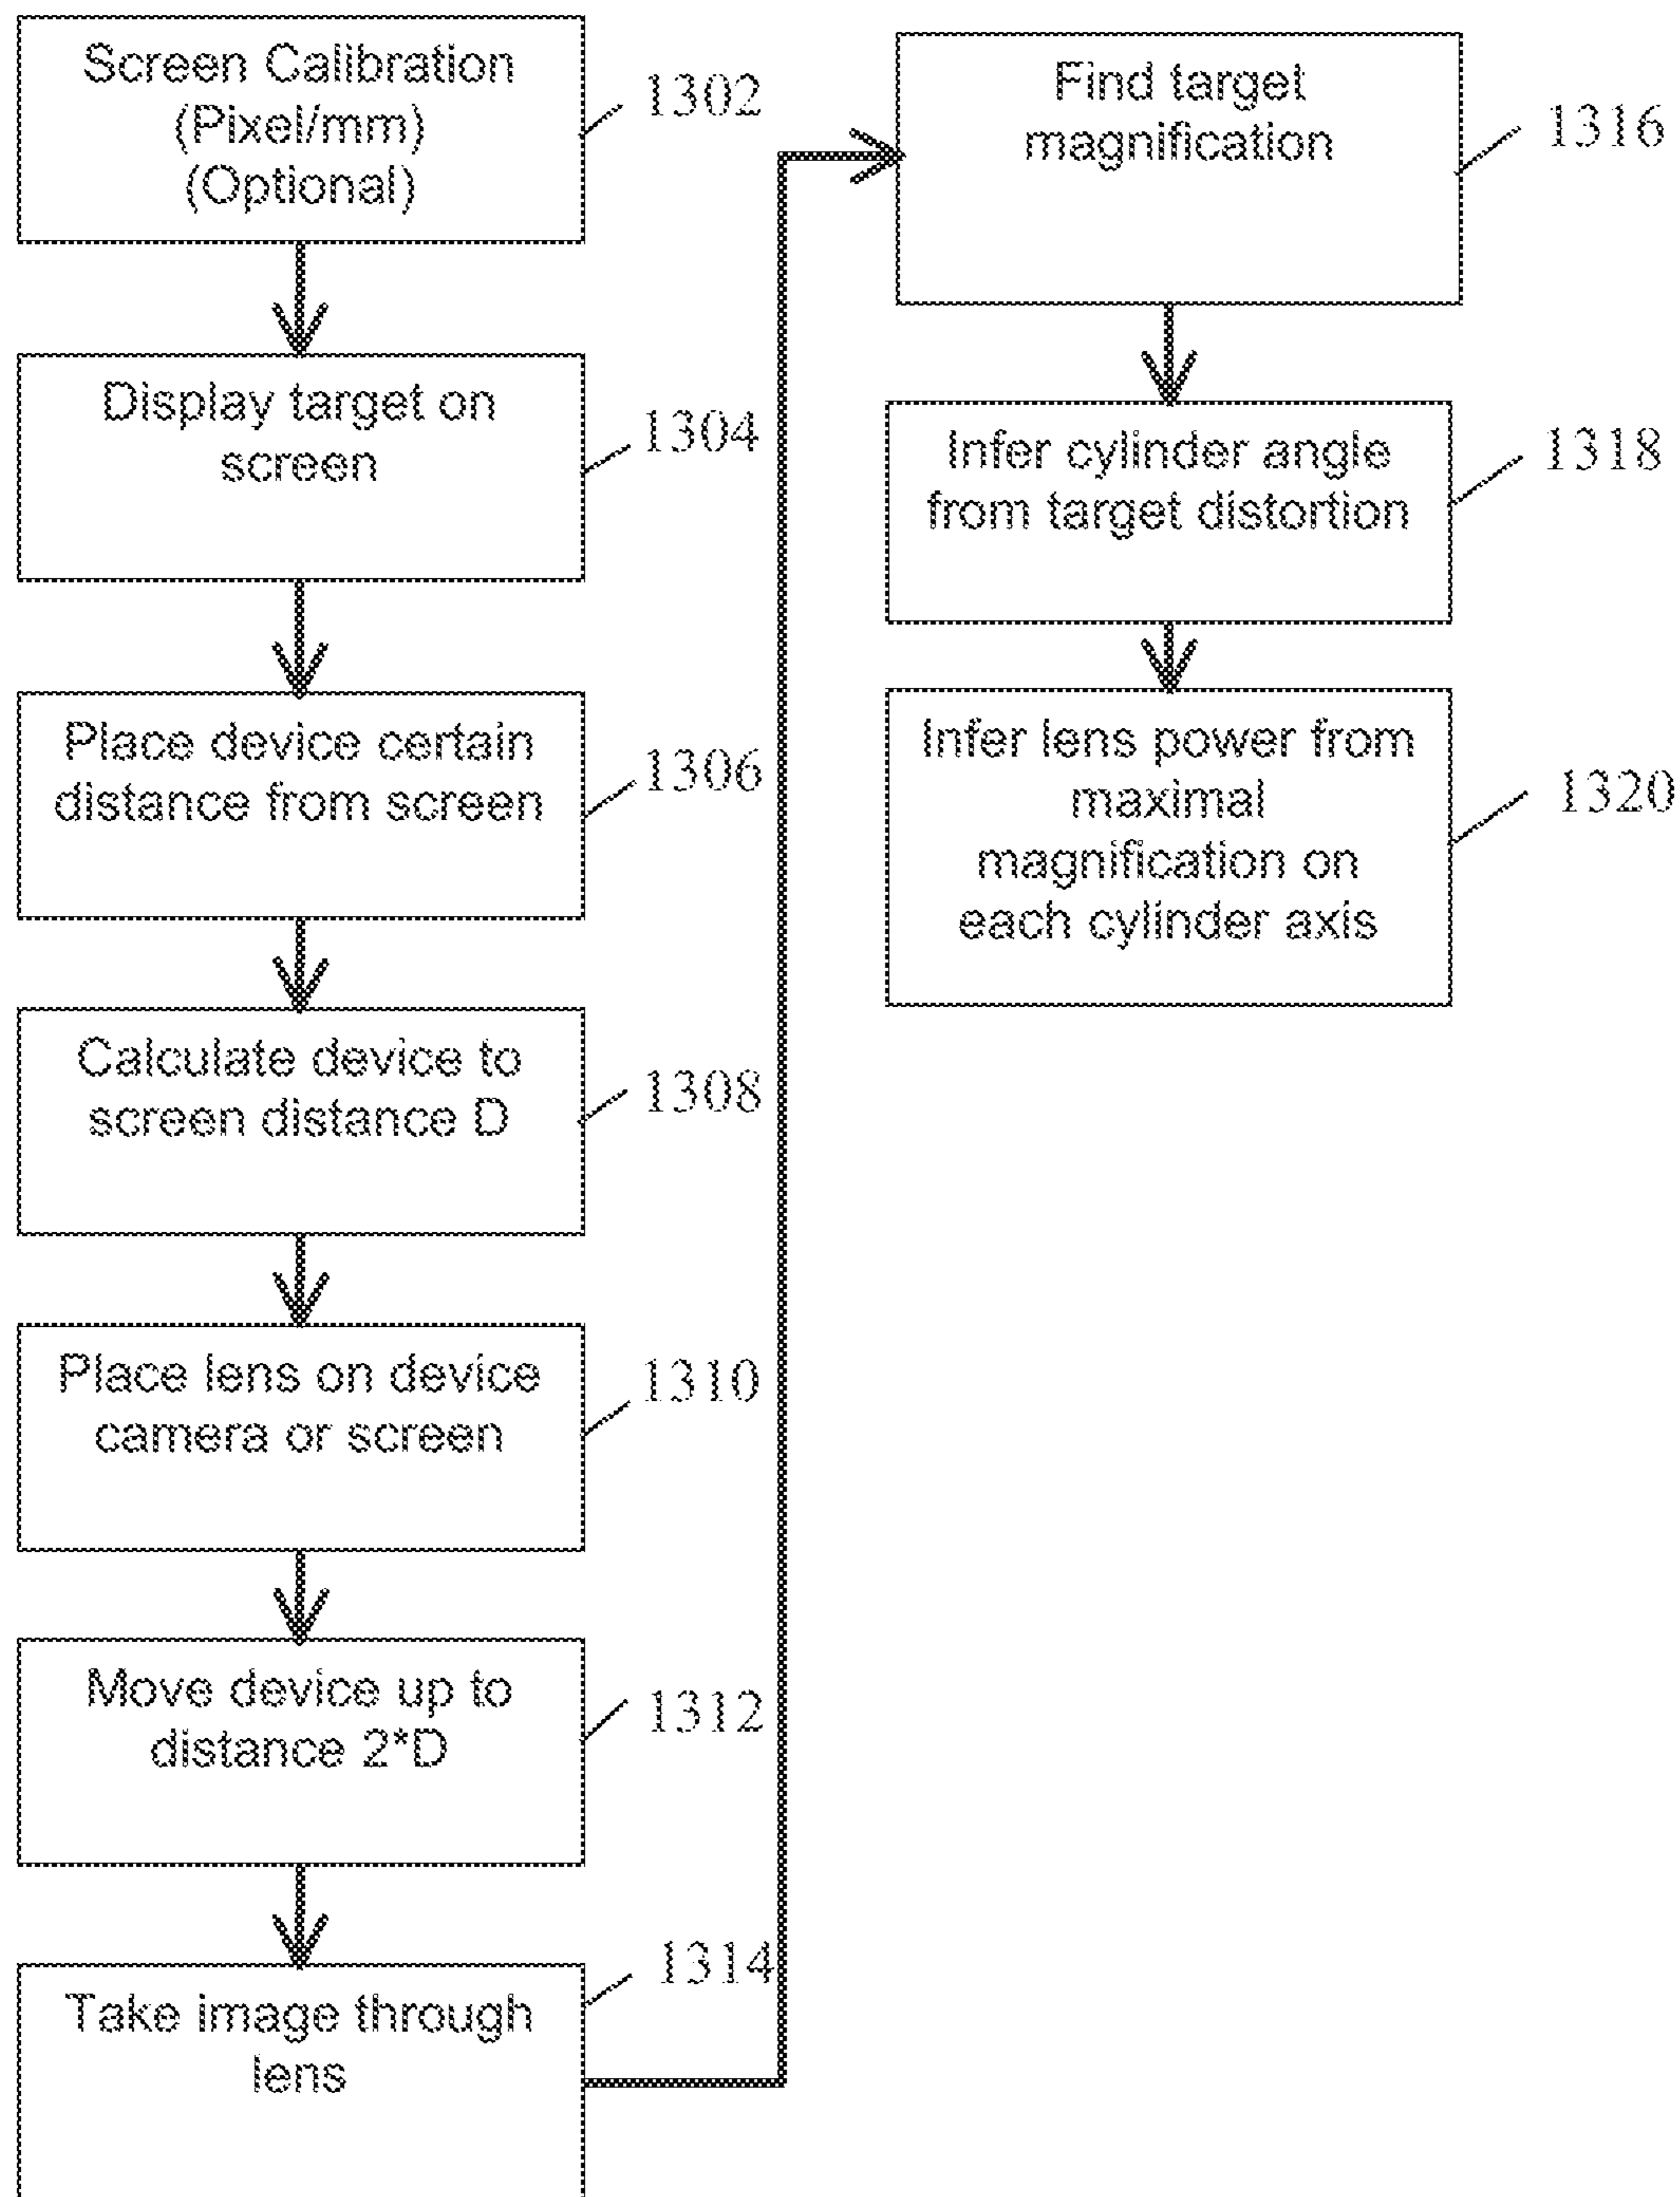 Screen Calibration
(Pixel/mm)
(Optional)
1302
Display target on
screen
1304
Place device certain
distance from screen
1306
Calculate device to
screen distance D
1308
Place lens on device
camera or screen
1310
Move device up to
distance 2*D
1312
Take image through
lens
1314
Find target
magnification
1316
Infer cylinder angle
from target distortion
1318
Infer lens power from
maximal
magnification on
each cylinder axis
1320